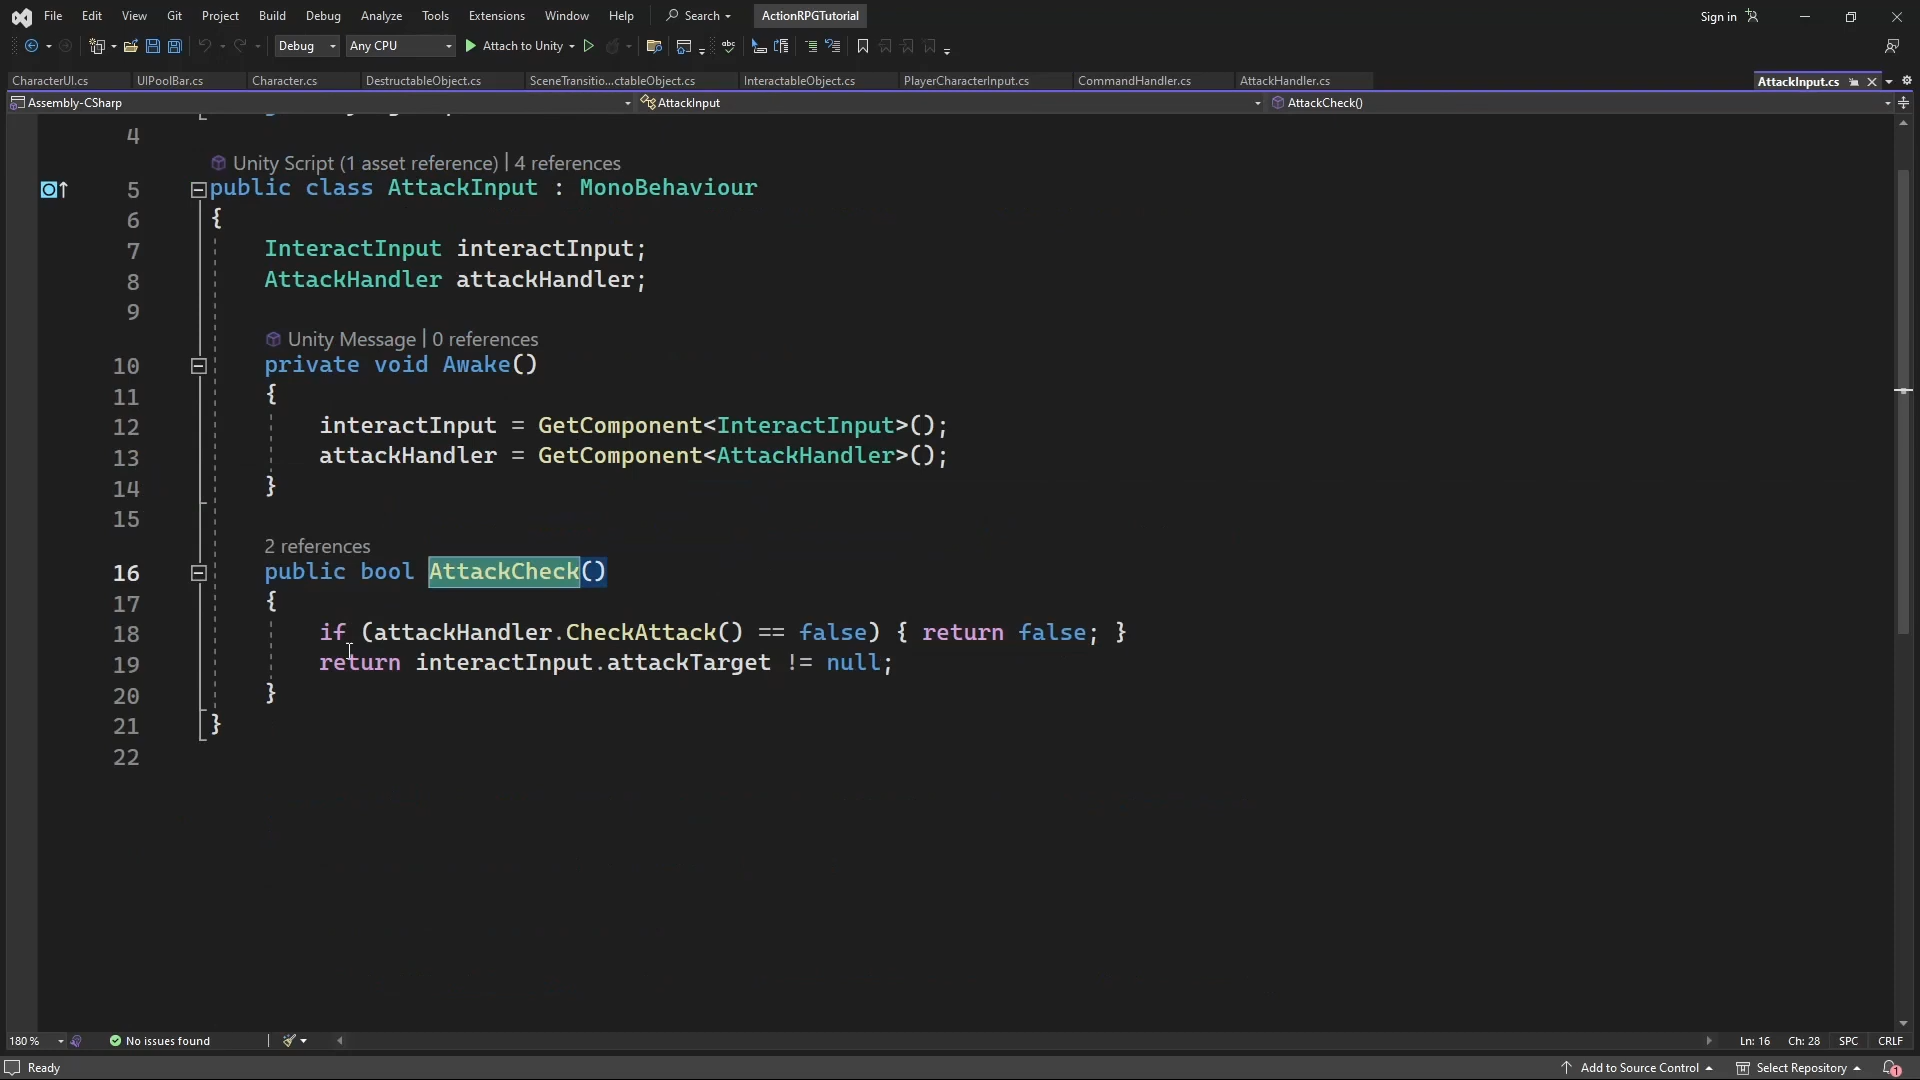 File Edit View Git Project Build Debug Analyze Tools Extensions Window Help Search ActionRPGTutorial Sign in
Debug Any CPU Attach to Unity
CharacterUI.cs UIPoolBar.cs Character.cs DestructableObject.cs SceneTransitio...ctableObject.cs InteractableObject.cs PlayerCharacterInput.cs CommandHandler.cs AttackHandler.cs AttackInput.cs
Assembly-CSharp AttackInput AttackCheck()
4
Unity Script (1 asset reference) | 4 references
5 public class AttackInput : MonoBehaviour
6 {
7 InteractInput interactInput;
8 AttackHandler attackHandler;
9
Unity Message | 0 references
10 private void Awake()
11 {
12 interactInput = GetComponent<InteractInput>();
13 attackHandler = GetComponent<AttackHandler>();
14 }
15
2 references
16 public bool AttackCheck()
17 {
18 if (attackHandler.CheckAttack() == false) { return false; }
19 return interactInput.attackTarget != null;
20 }
21 }
22
180 % No issues found Ln: 16 Ch: 28 SPC CRLF
Ready Add to Source Control Select Repository 1